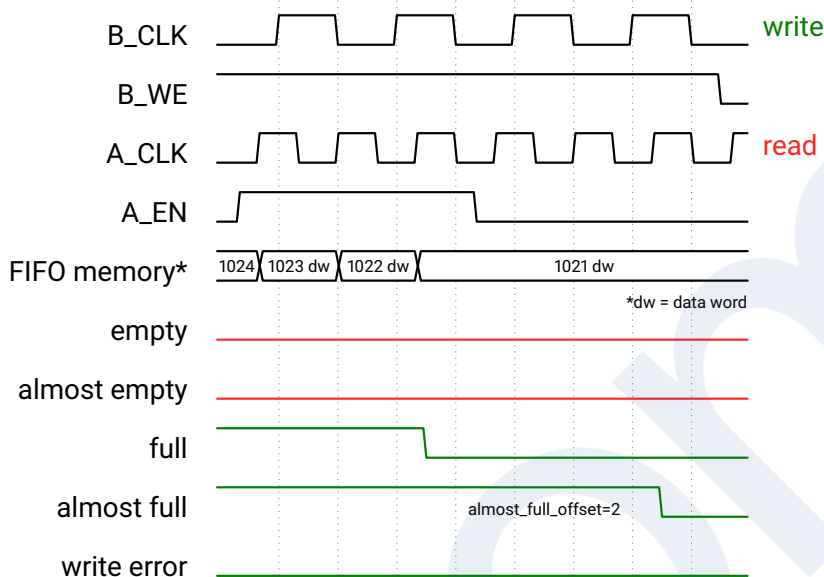 B_CLK
write
B_WE
A_CLK
read
A_EN
FIFO memory*
1024 1023 dw 1022 dw 1021 dw
*dw = data word
empty
almost empty
full
almost full
almost_full_offset=2
write error